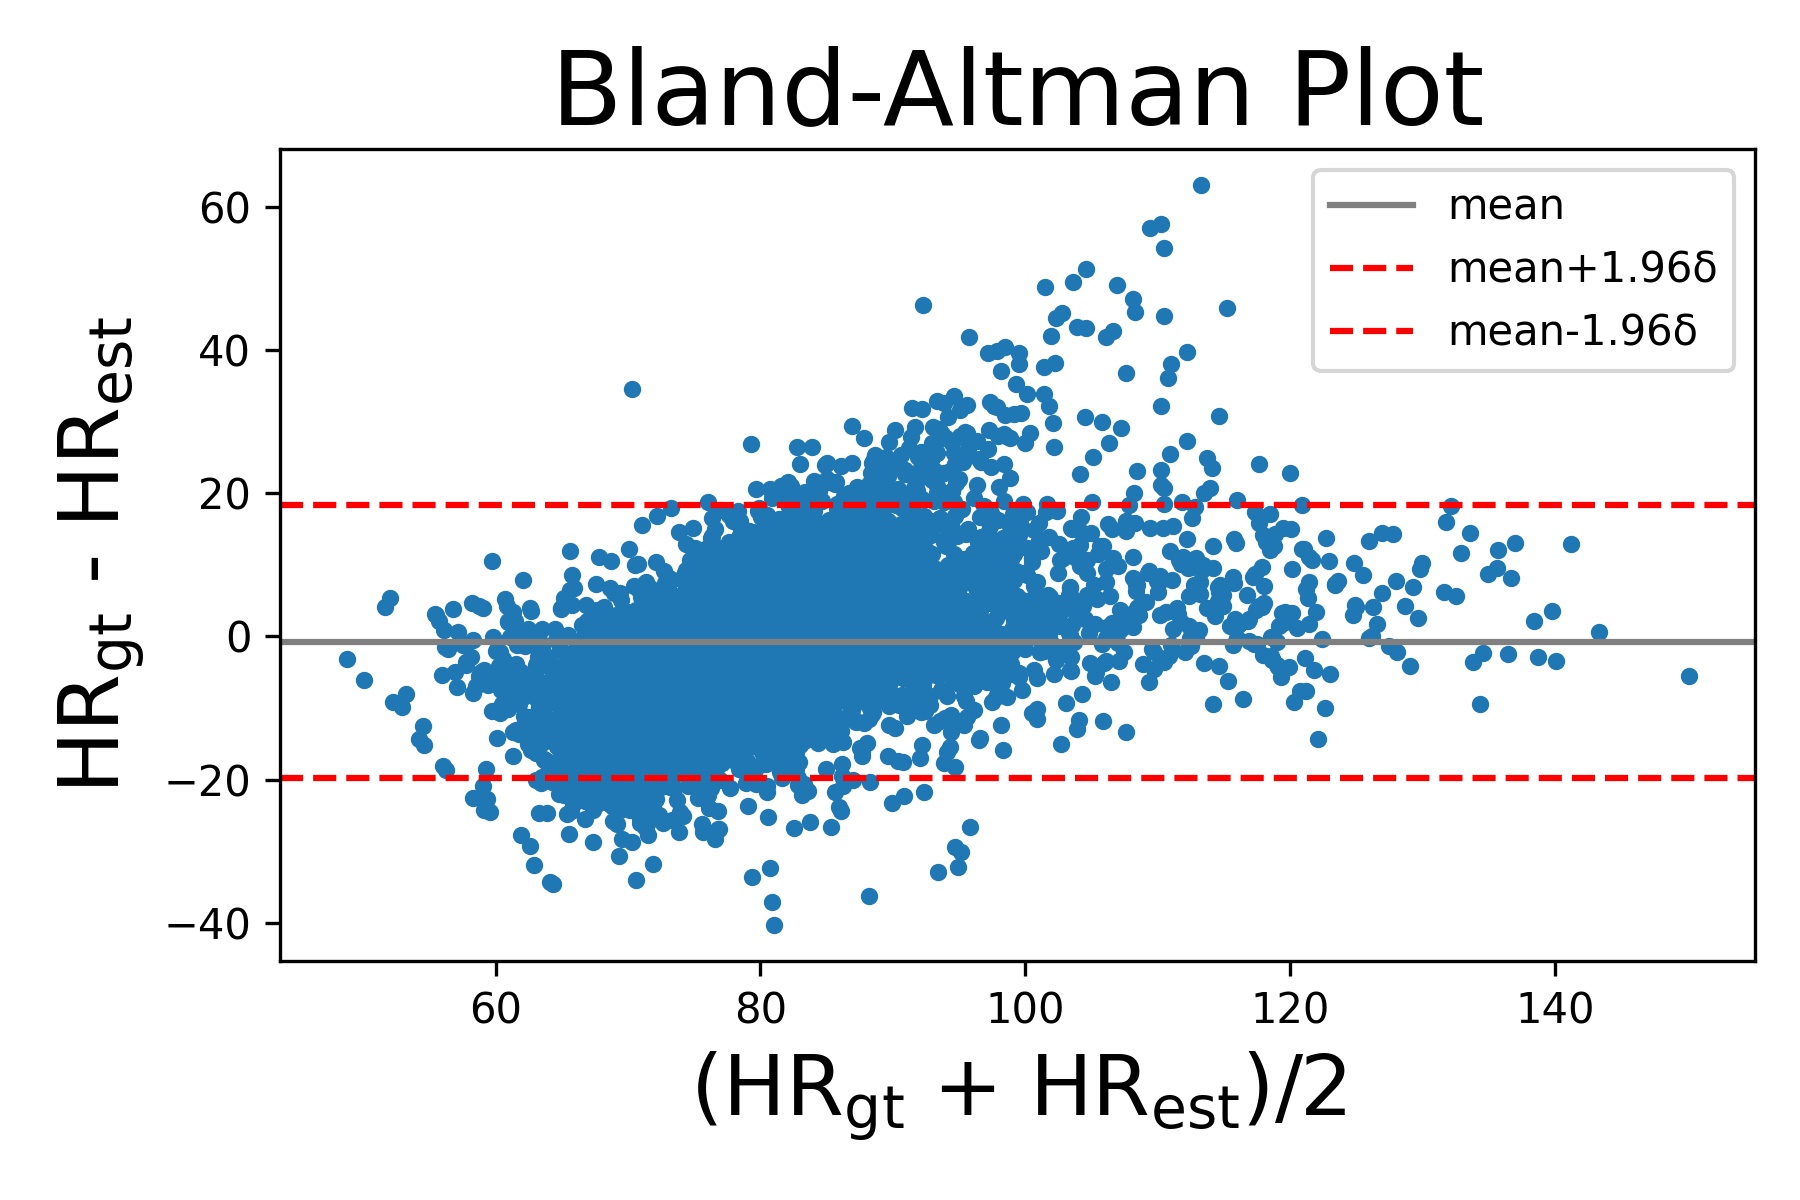 Bland-Altman Plot
HRgt - HRest
60
40
20
0
−20
−40
mean
mean+1.96δ
mean-1.96δ
60 80 100 120 140
(HRgt + HRest)/2